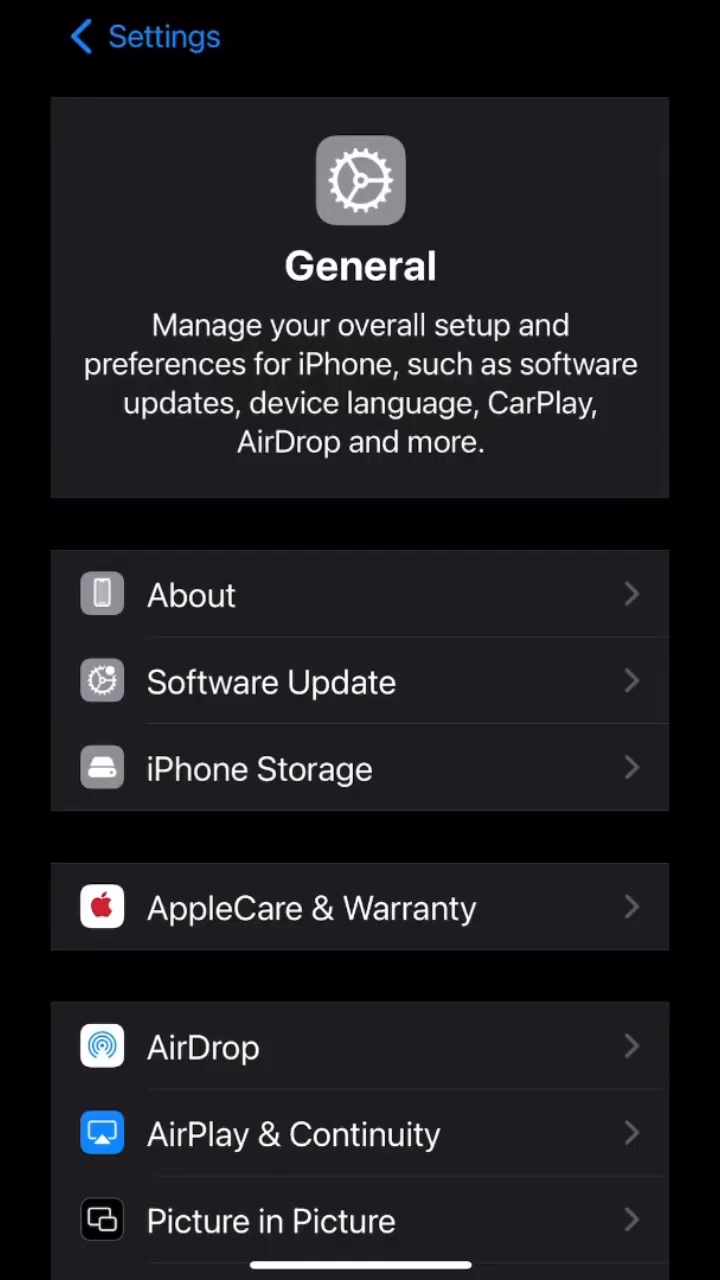 Settings
General
Manage your overall setup and
preferences for iPhone, such as software
updates, device language, CarPlay,
AirDrop and more.
About
Software Update
iPhone Storage
AppleCare & Warranty
AirDrop
AirPlay & Continuity
Picture in Picture